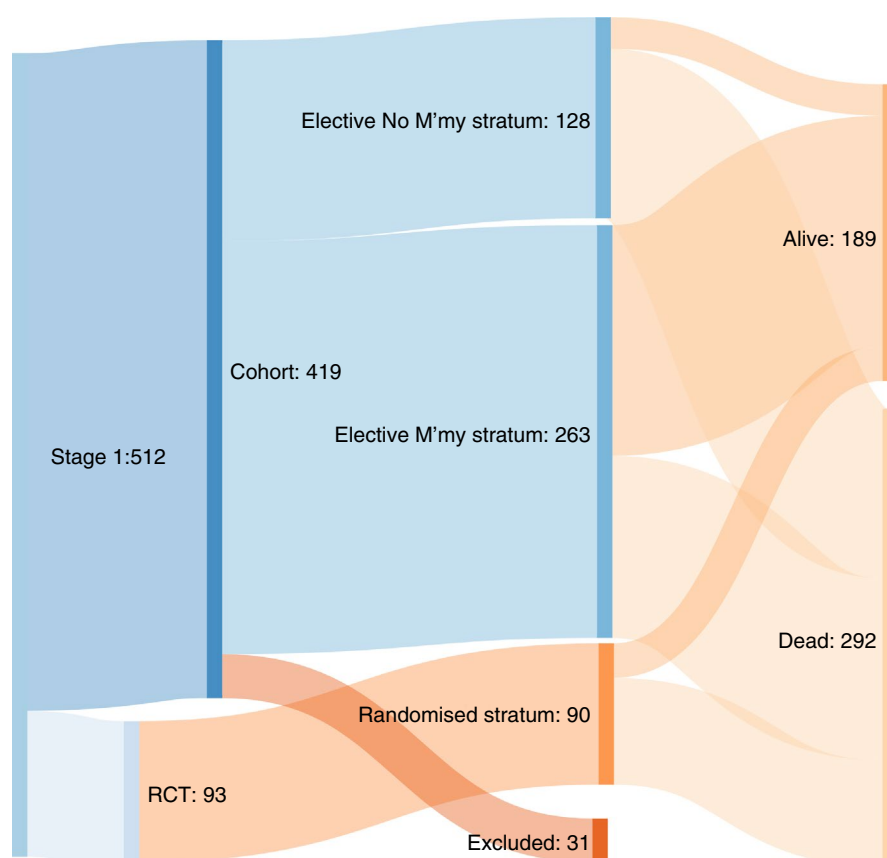 Elective No M’my stratum: 128
Alive: 189
Cohort: 419
Elective M’my stratum: 263
Stage 1:512
Dead: 292
Randomised stratum: 90
RCT: 93
Excluded: 31